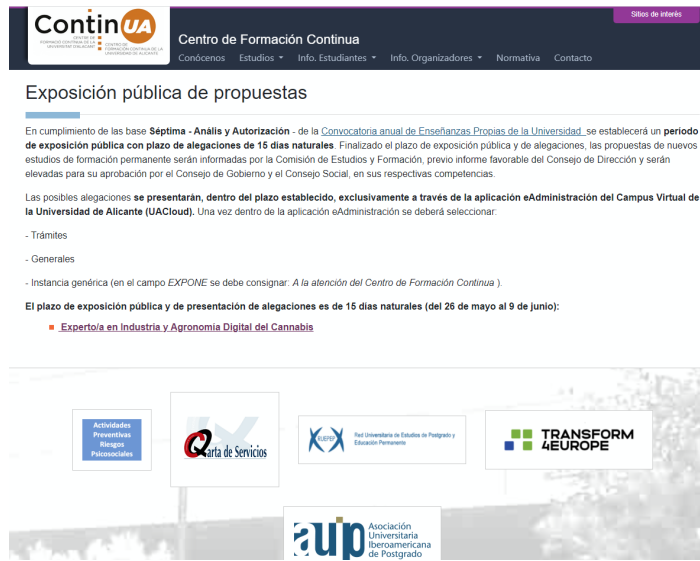 Sitios de interés
ContinUA
CENTRE DE
FORMACIÓ CONTÍNUA DE LA
UNIVERSITAT D'ALACANT
CENTRO DE
FORMACIÓN CONTINUA DE LA
UNIVERSIDAD DE ALICANTE
Centro de Formación Continua
Conócenos Estudios Info. Estudiantes Info. Organizadores Normativa Contacto
Exposición pública de propuestas
En cumplimiento de las base Séptima - Anális y Autorización - de la Convocatoria anual de Enseñanzas Propias de la Universidad se establecerá un periodo
de exposición pública con plazo de alegaciones de 15 días naturales. Finalizado el plazo de exposición pública y de alegaciones, las propuestas de nuevos
estudios de formación permanente serán informadas por la Comisión de Estudios y Formación, previo informe favorable del Consejo de Dirección y serán
elevadas para su aprobación por el Consejo de Gobierno y el Consejo Social, en sus respectivas competencias.
Las posibles alegaciones se presentarán, dentro del plazo establecido, exclusivamente a través de la aplicación eAdministración del Campus Virtual de
la Universidad de Alicante (UACloud). Una vez dentro de la aplicación eAdministración se deberá seleccionar:
- Trámites
- Generales
- Instancia genérica (en el campo EXPONE se debe consignar: A la atención del Centro de Formación Continua ).
El plazo de exposición pública y de presentación de alegaciones es de 15 días naturales (del 26 de mayo al 9 de junio):
Experto/a en Industria y Agronomía Digital del Cannabis
Actividades
Preventivas
Riesgos
Psicosociales
Qarta de Servicios
RUEPEP
Red Universitaria de Estudios de Postgrado y
Educación Permanente
TRANSFORM
4EUROPE
auip
Asociación
Universitaria
Iberoamericana
de Postgrado